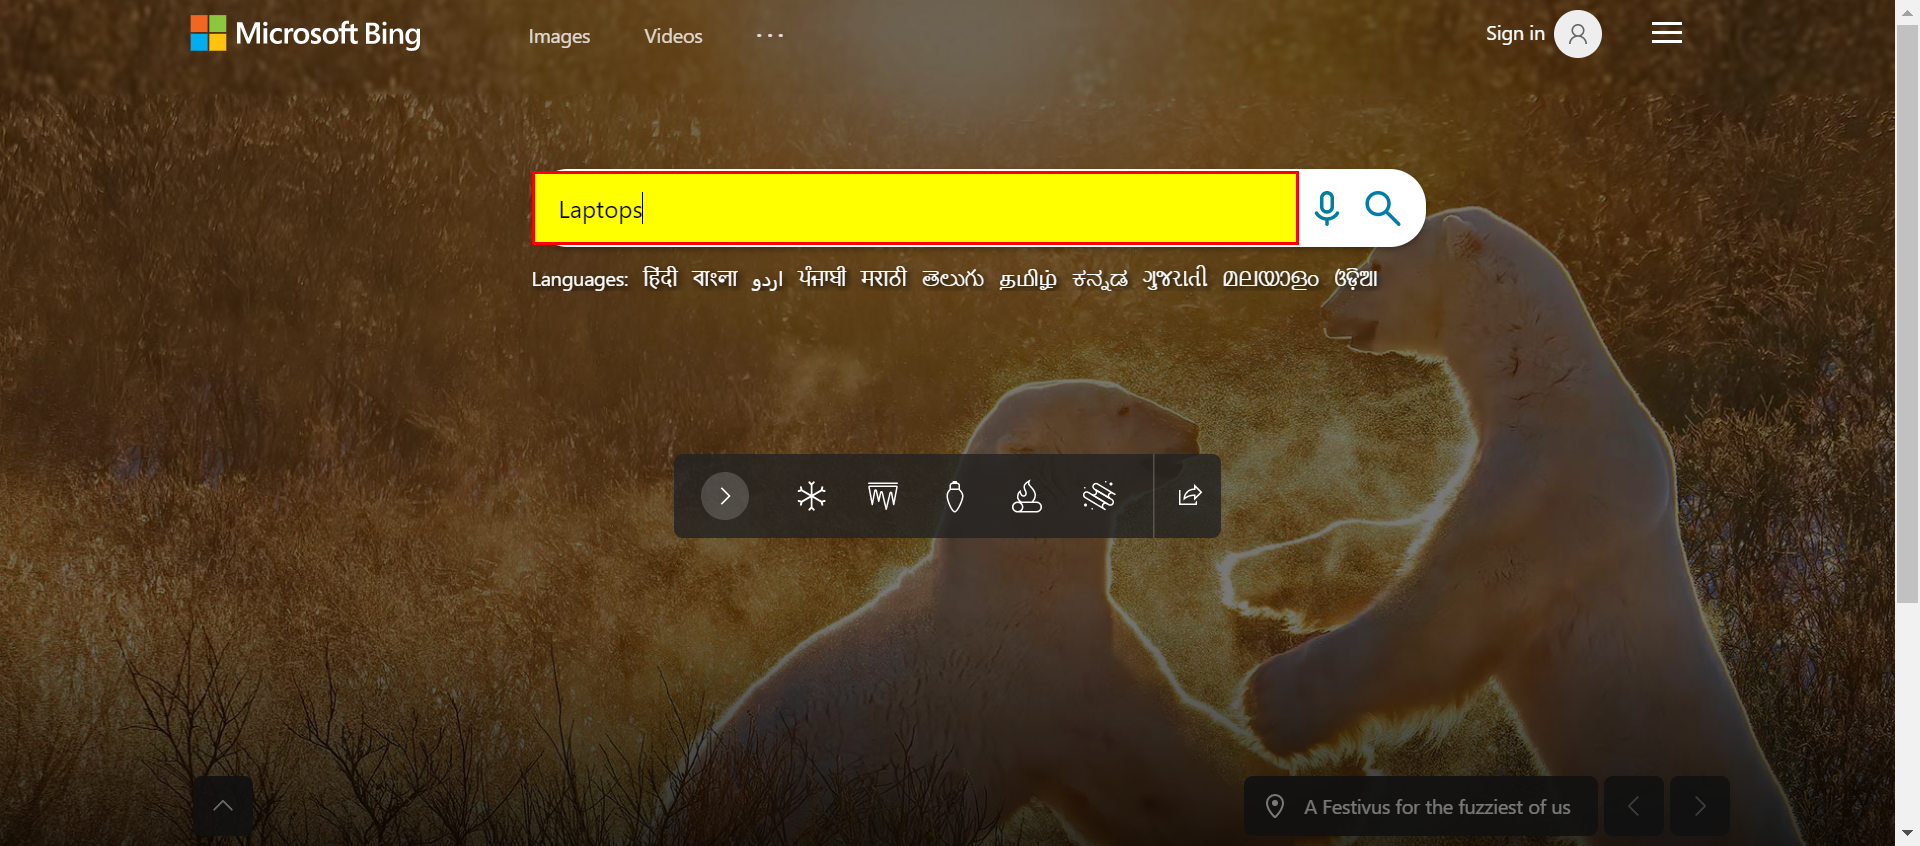 Microsoft Bing Images Videos Sign in
Laptops
Languages: हिंदी বাংলা اردو ਪੰਜਾਬੀ मराठी తెలుగు தமிழ் ಕನ್ನಡ ગુજરાતી മലയാളം ଓଡ଼ିଆ
A Festivus for the fuzziest of us